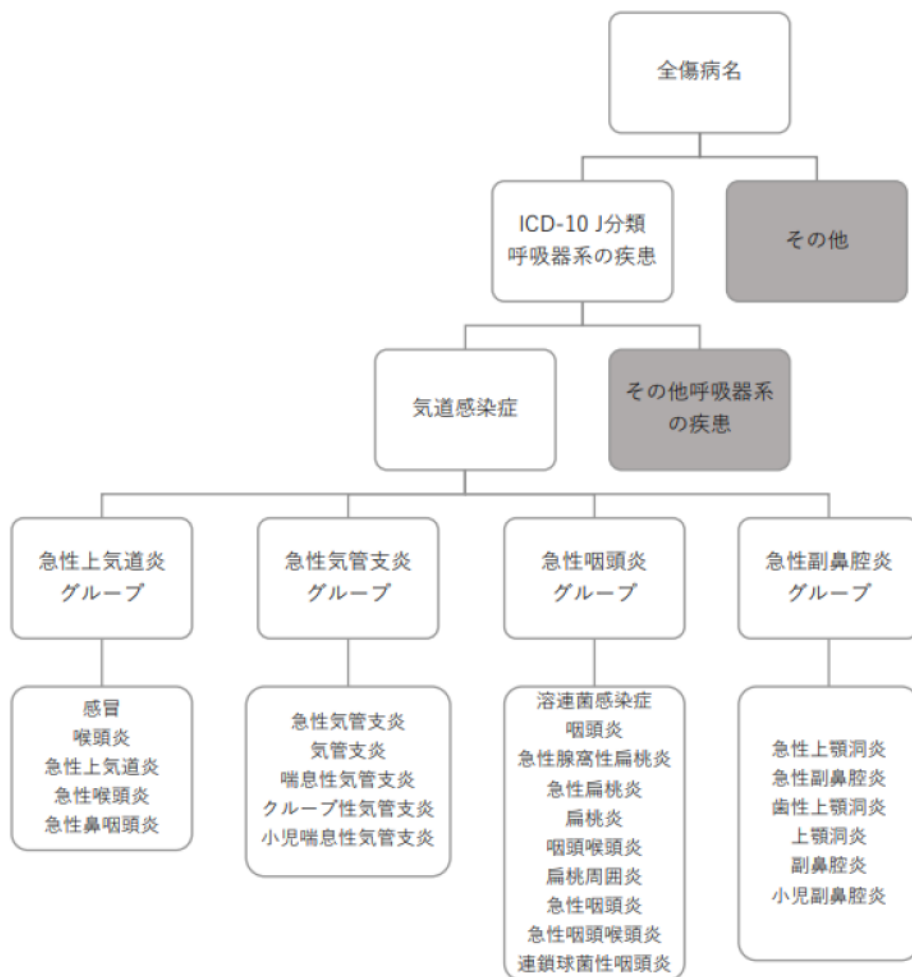 全傷病名
ICD-10 J分類
呼吸器系の疾患
その他
気道感染症
その他呼吸器系
の疾患
急性上気道炎
グループ
急性気管支炎
グループ
急性咽頭炎
グループ
急性副鼻腔炎
グループ
感冒
喉頭炎
急性上気道炎
急性喉頭炎
急性鼻咽頭炎
急性気管支炎
気管支炎
喘息性気管支炎
クループ性気管支炎
小児喘息性気管支炎
溶連菌感染症
咽頭炎
急性腺窩性扁桃炎
急性扁桃炎
扁桃炎
咽頭喉頭炎
扁桃周囲炎
急性咽頭炎
急性咽頭喉頭炎
連鎖球菌性咽頭炎
急性上顎洞炎
急性副鼻腔炎
歯性上顎洞炎
上顎洞炎
副鼻腔炎
小児副鼻腔炎